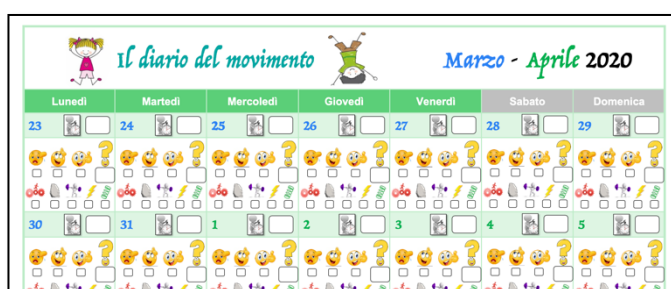 Il diario del movimento Marzo - Aprile 2020
Lunedì Martedì Mercoledì Giovedì Venerdì Sabato Domenica
23 24 25 26 27 28 29
30 31 1 2 3 4 5